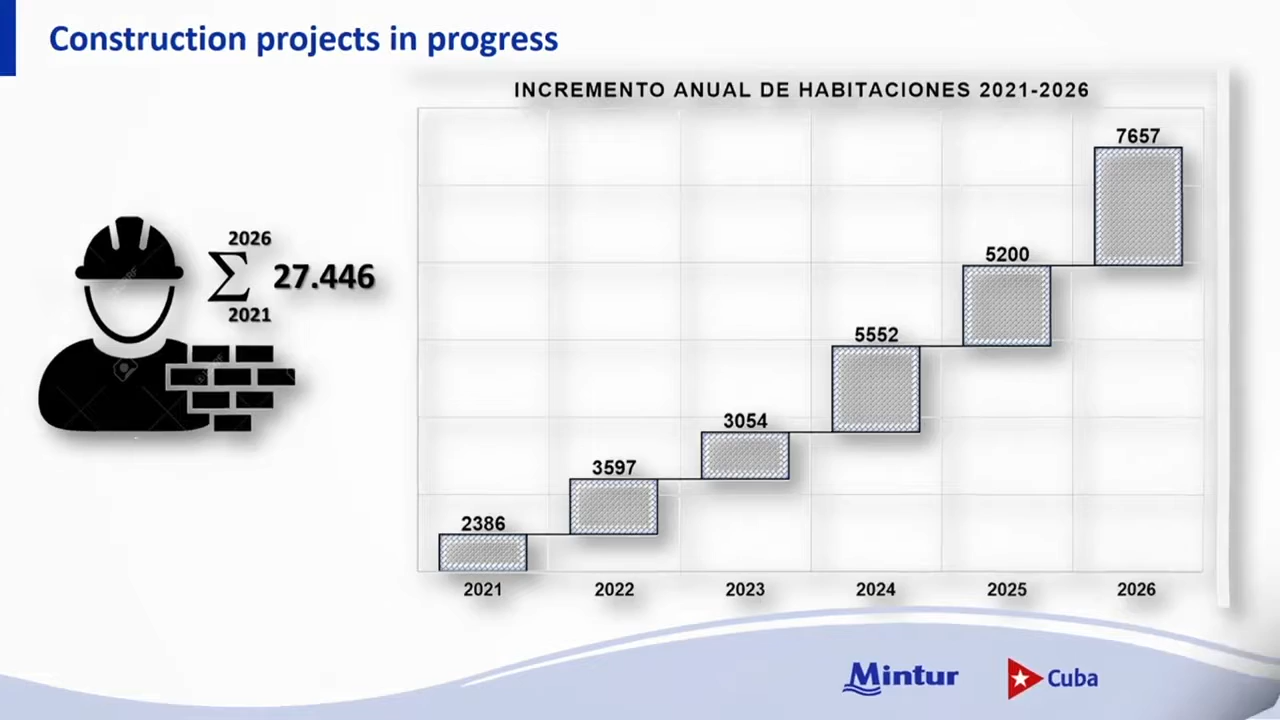 Construction projects in progress
INCREMENTO ANUAL DE HABITACIONES 2021-2026
7657
5200
5552
3054
3597
2386
2021 2022 2023 2024 2025 2026
2026
∑ 27.446
2021
Mintur Cuba